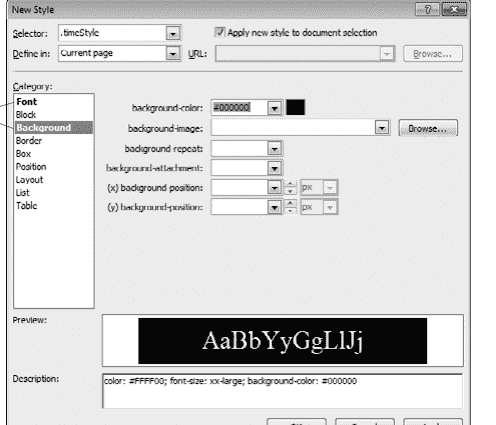 New Style
Selector: .timeStyle Apply new style to document selection
Define in: Current page URL: Browse...
Category:
Font
Block
Background
Border
Box
Position
Layout
List
Table
background-color: #000000
background-image: Browse...
background-repeat:
background-attachment:
(x) background-position: px
(y) background-position: px
Preview:
AaBbYyGgLlJj
Description:
color: #FFFF00; font-size: xx-large; background-color: #000000